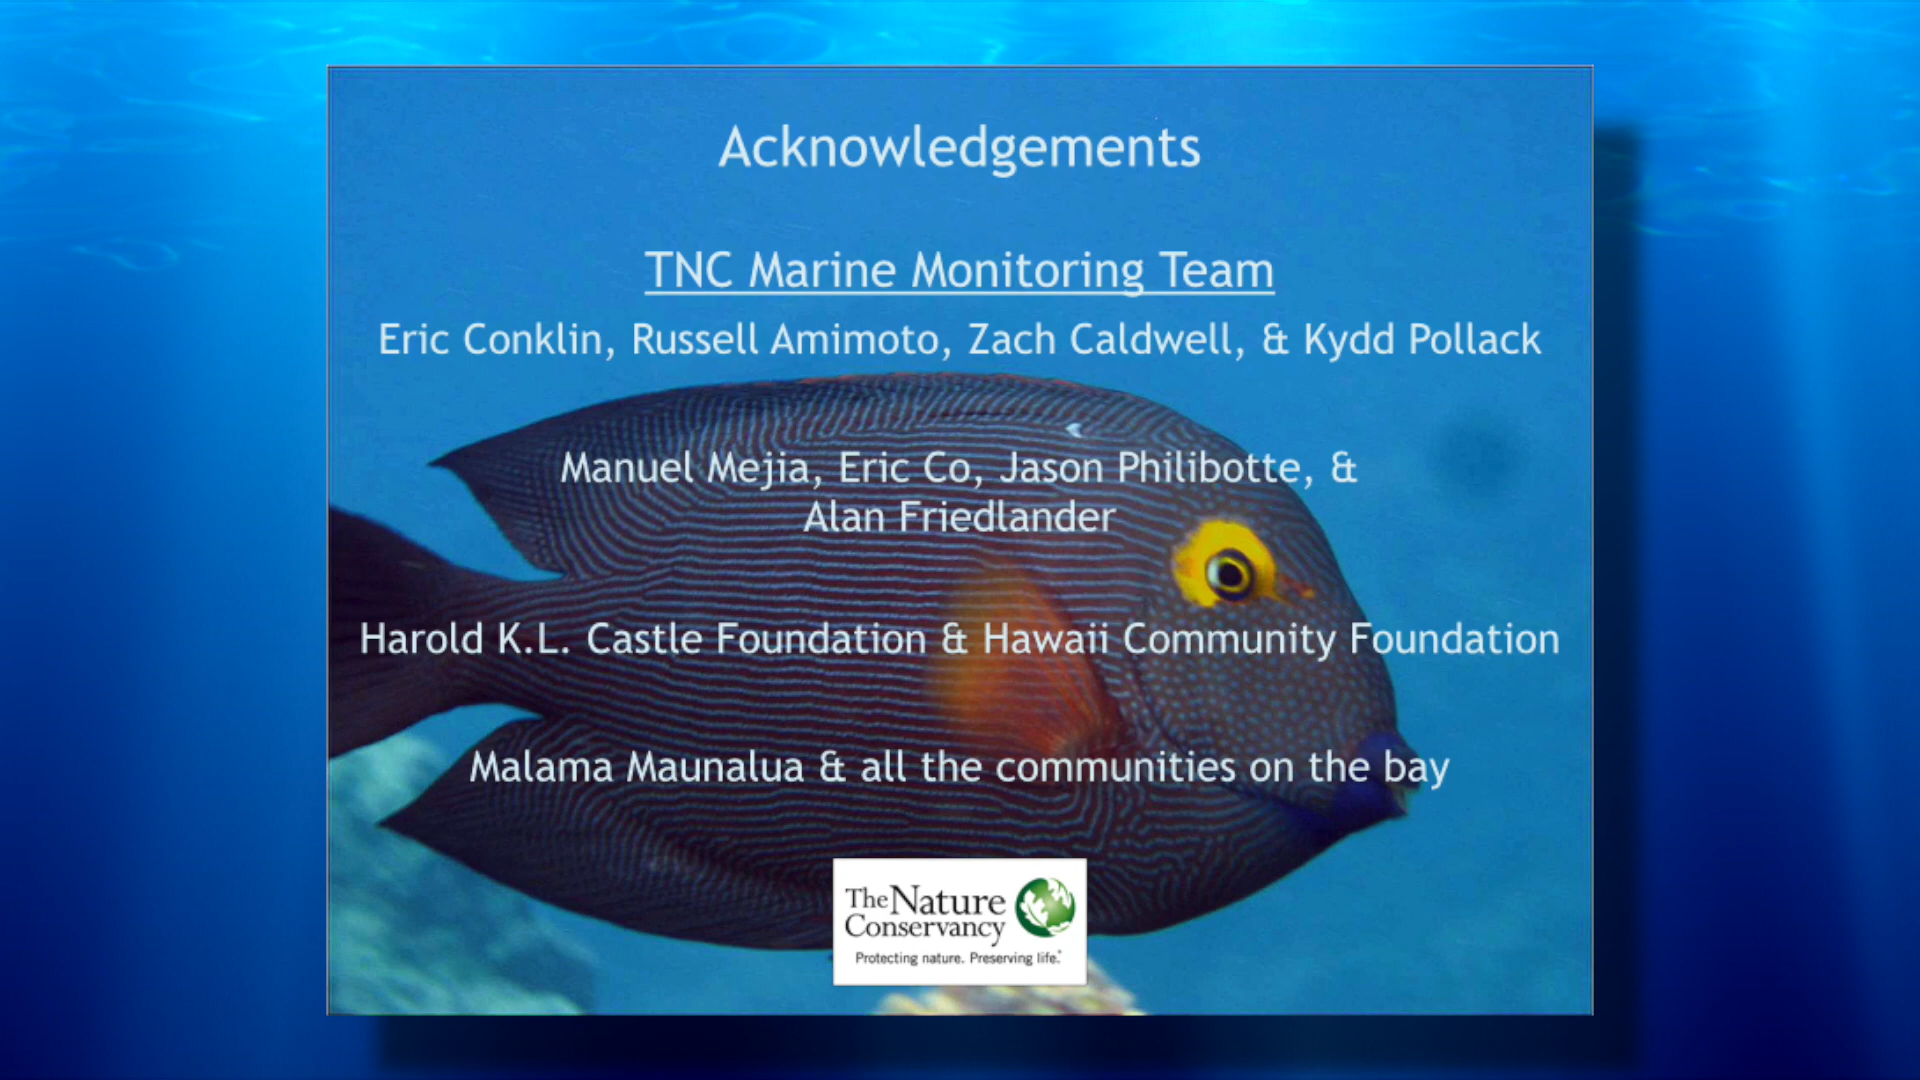 Acknowledgements
TNC Marine Monitoring Team
Eric Conklin, Russell Amimoto, Zach Caldwell, & Kydd Pollack
Manuel Mejia, Eric Co, Jason Philibotte, &
Alan Friedlander
Harold K.L. Castle Foundation & Hawaii Community Foundation
Malama Maunalua & all the communities on the bay
The Nature
Conservancy
Protecting nature. Preserving life.